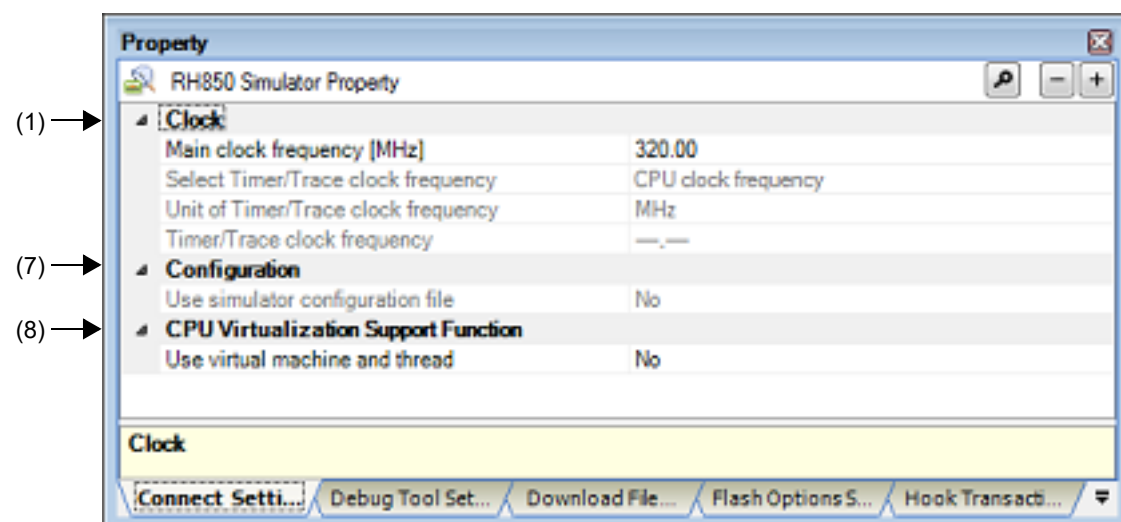 Property
RH850 Simulator Property
(1) Clock
Main clock frequency [MHz] 320.00
Select Timer/Trace clock frequency CPU clock frequency
Unit of Timer/Trace clock frequency MHz
Timer/Trace clock frequency —.—
(7) Configuration
Use simulator configuration file No
(8) CPU Virtualization Support Function
Use virtual machine and thread No
Clock
Connect Setti... Debug Tool Set... Download File... Flash Options S... Hook Transacti...